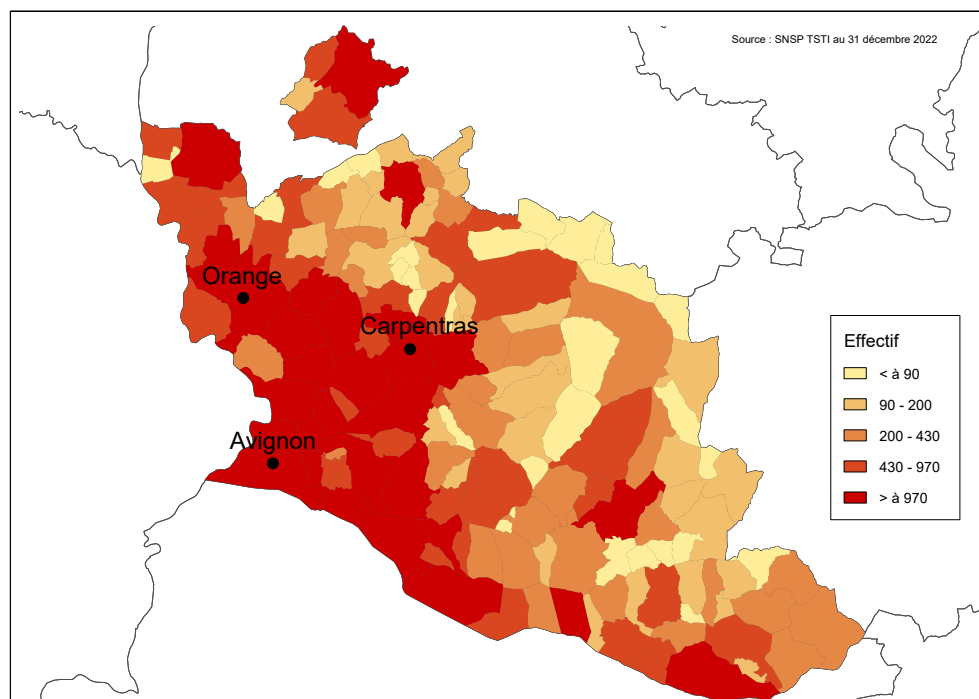 Source : SNSP TSTI au 31 décembre 2022
Orange
Carpentras
Avignon
Effectif
< à 90
90 - 200
200 - 430
430 - 970
> à 970